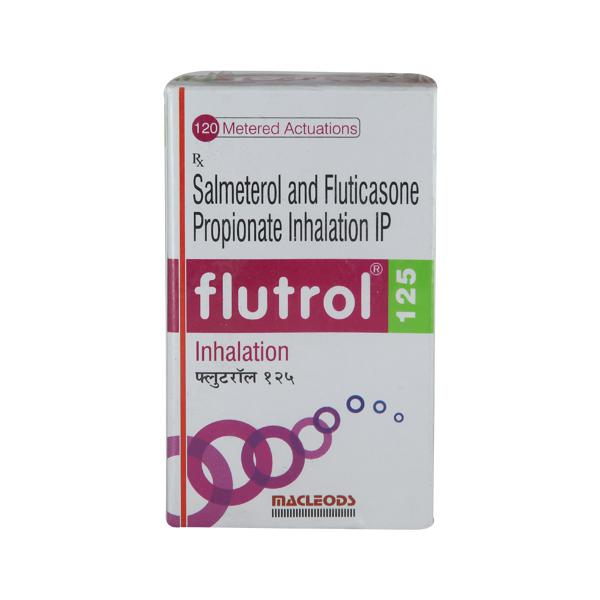 120 Metered Actuations
Rx
Salmeterol and Fluticasone
Propionate Inhalation IP
flutrol® 125
Inhalation
फ्लुटरॉल १२५
MACLEODS